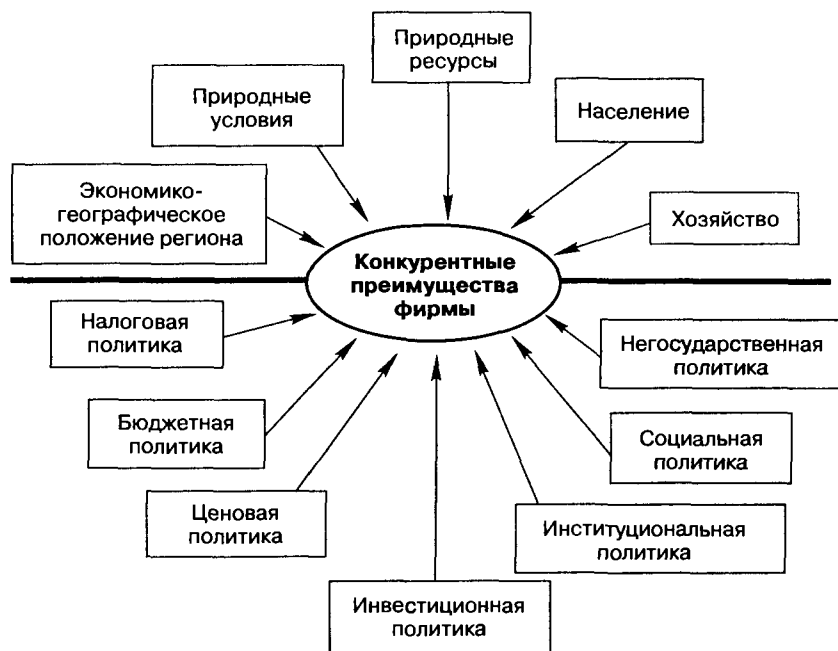 Природные
ресурсы
Природные
условия
Население
Экономико-
географическое
положение региона
Хозяйство
Конкурентные
преимущества
фирмы
Налоговая
политика
Негосударственная
политика
Бюджетная
политика
Социальная
политика
Ценовая
политика
Институциональная
политика
Инвестиционная
политика